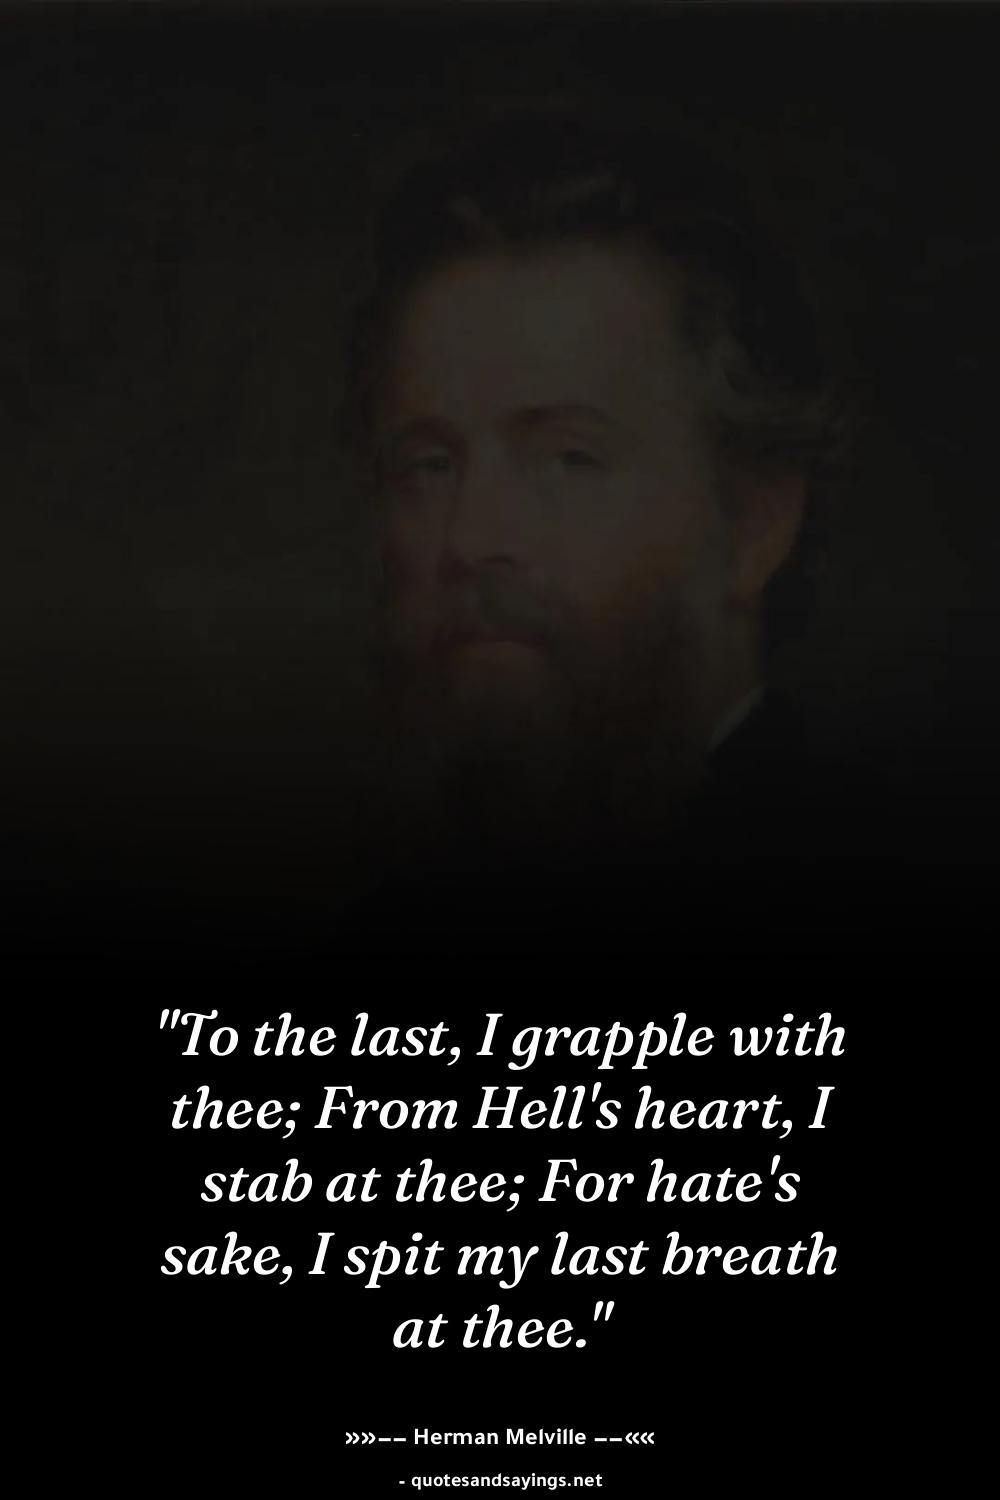 "To the last, I grapple with
thee; From Hell's heart, I
stab at thee; For hate's
sake, I spit my last breath
at thee."
»»–– Herman Melville ––««
- quotesandsayings.net